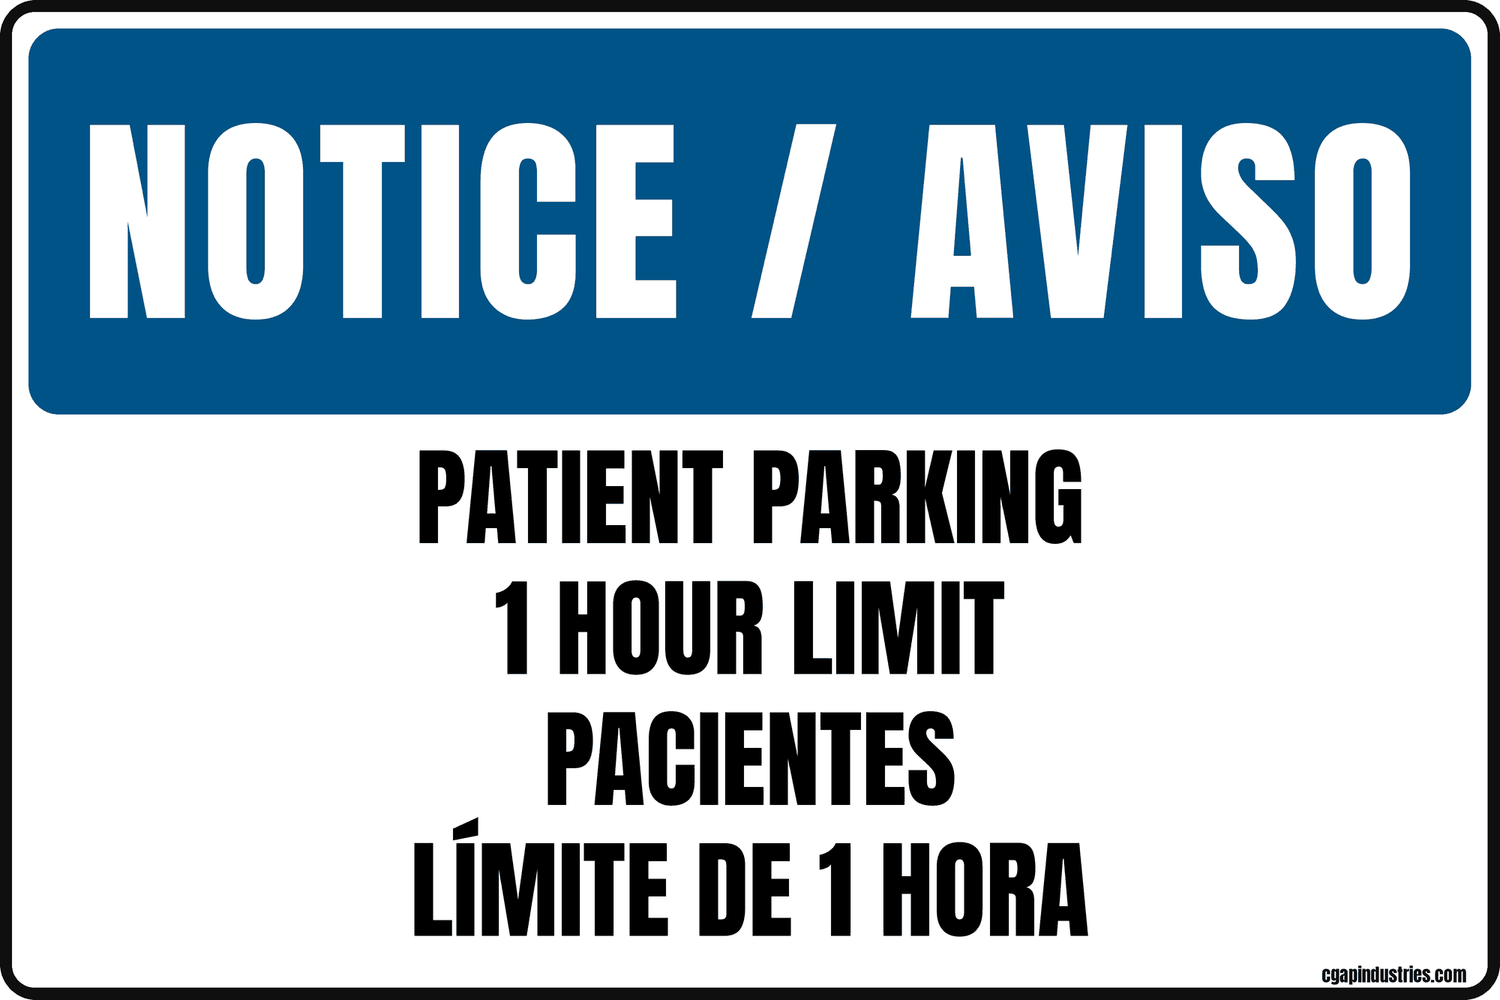 NOTICE / AVISO
PATIENT PARKING
1 HOUR LIMIT
PACIENTES
LÍMITE DE 1 HORA
cgapindustries.com